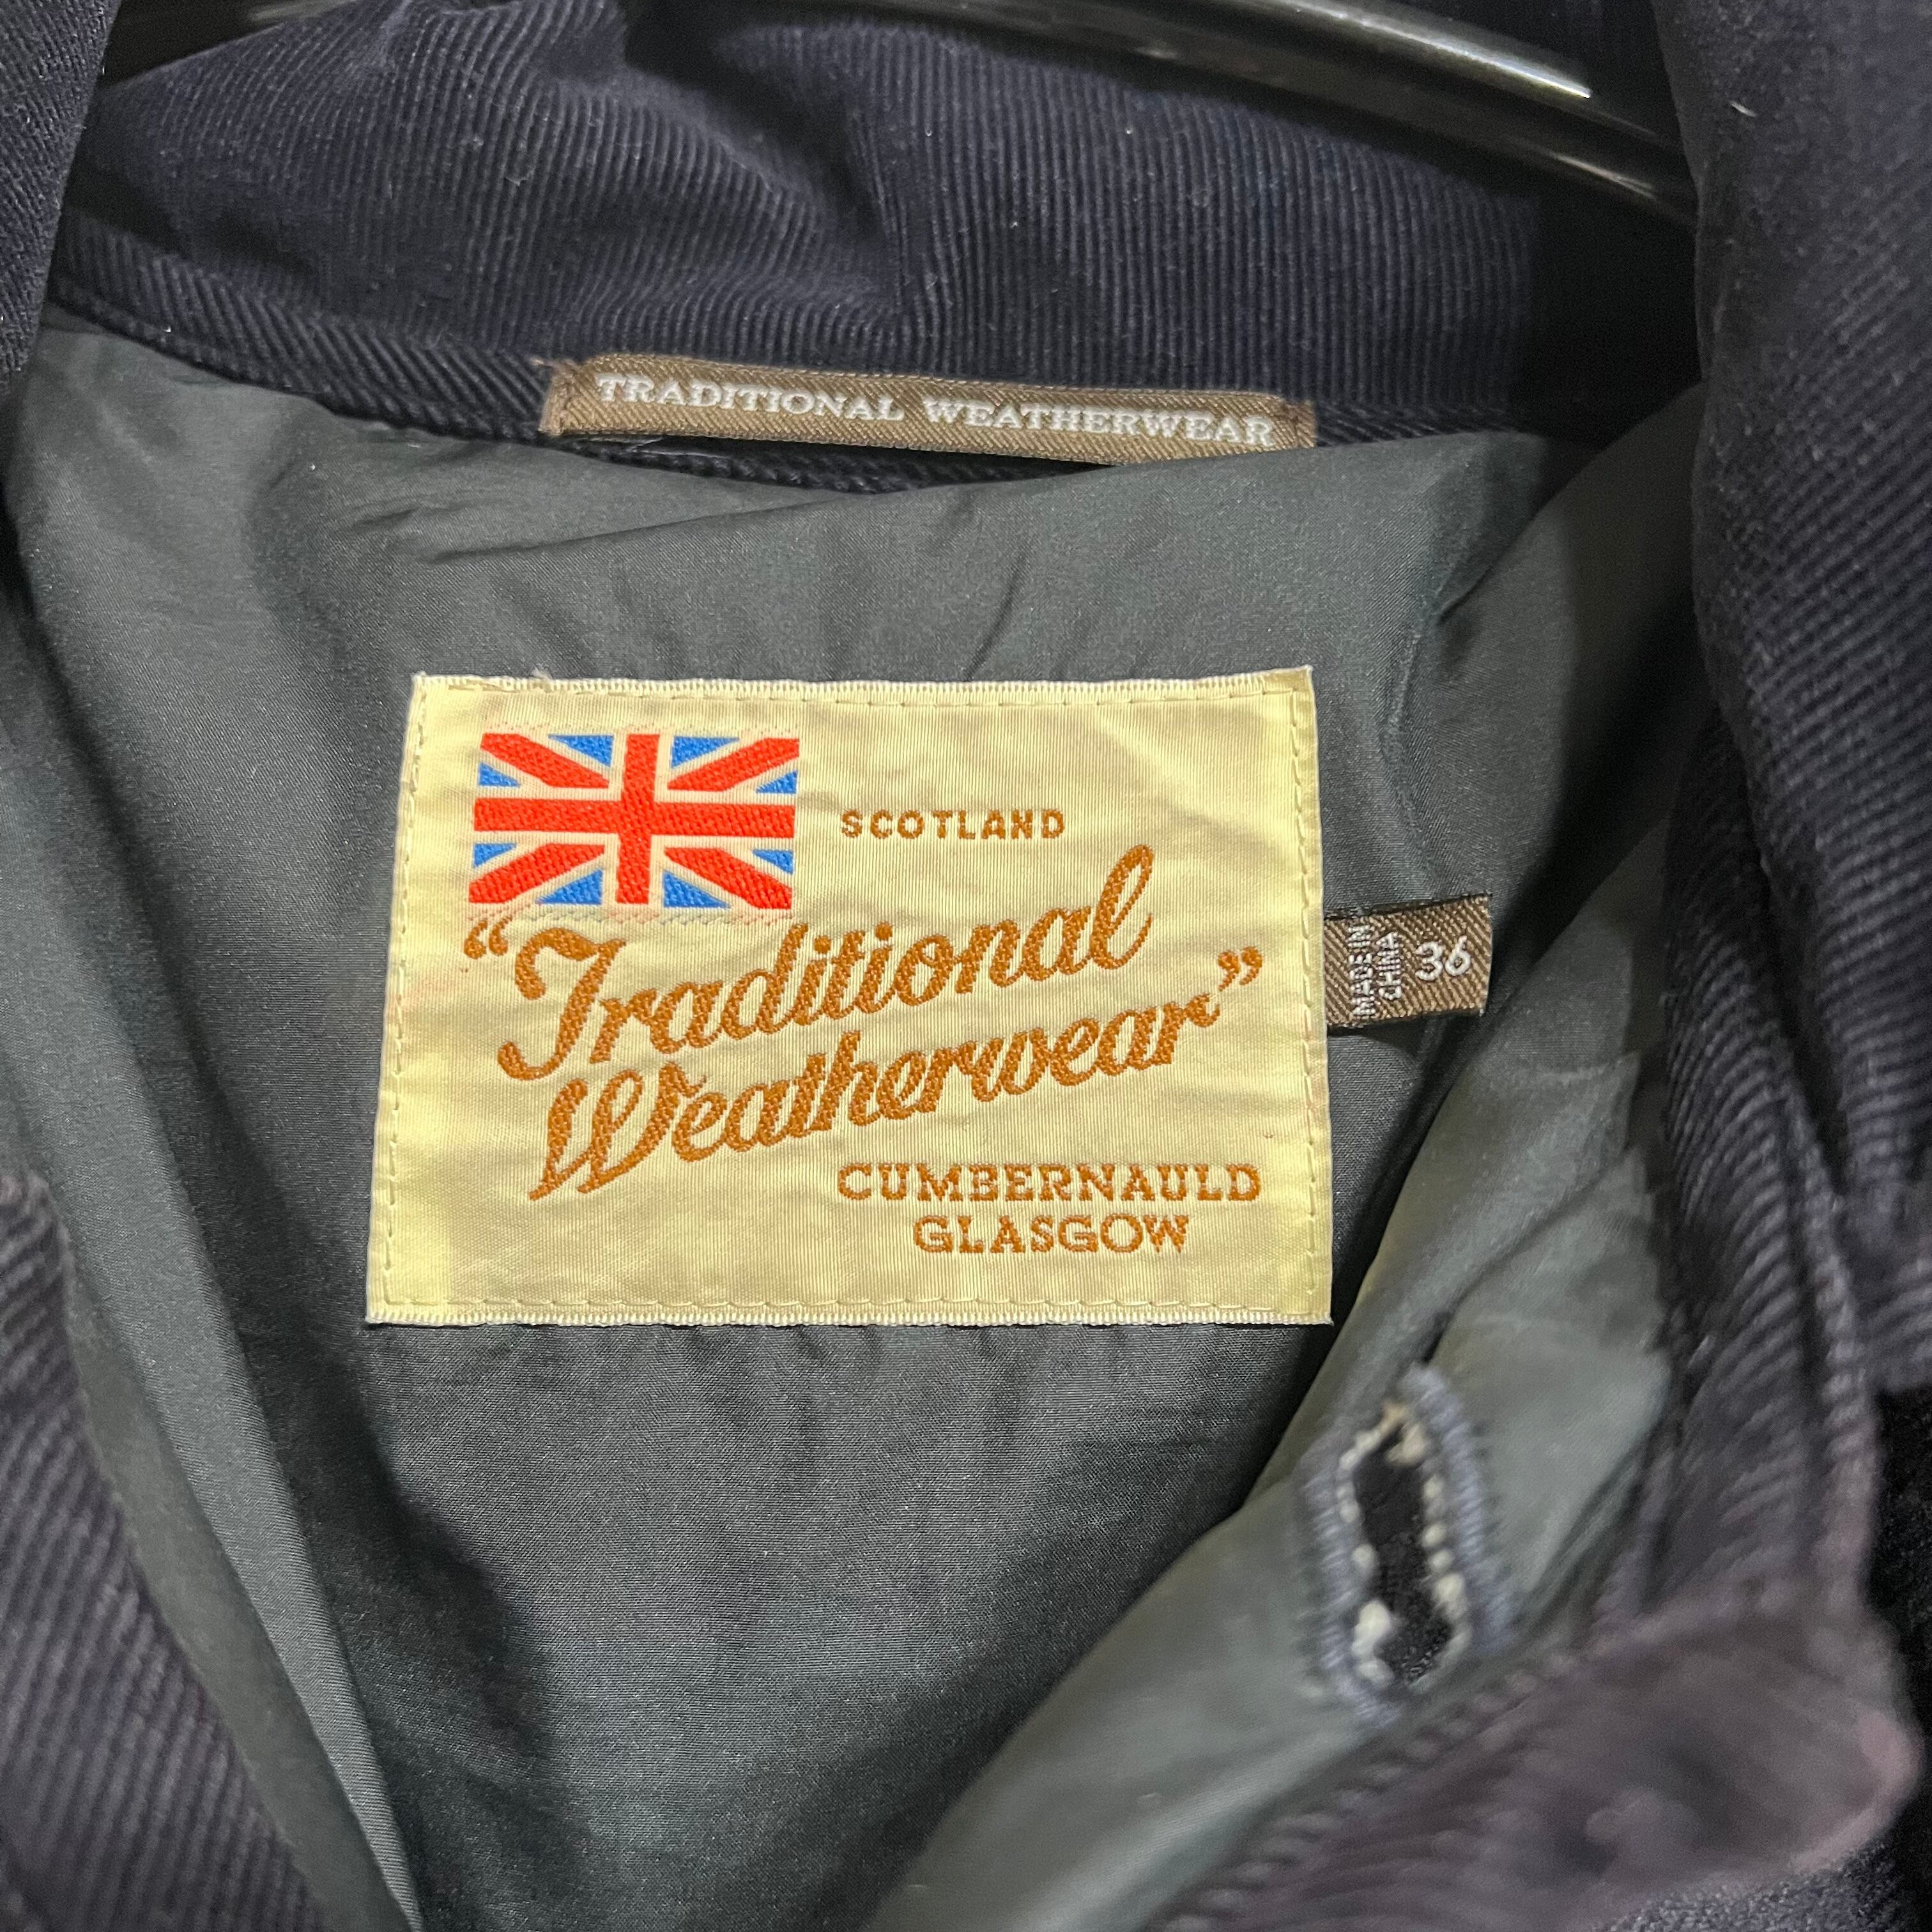 TRADITIONAL WEATHERWEAR
SCOTLAND
“Traditional
Weatherwear”
CUMBERNAULD
GLASGOW
MADE IN
CHINA
36